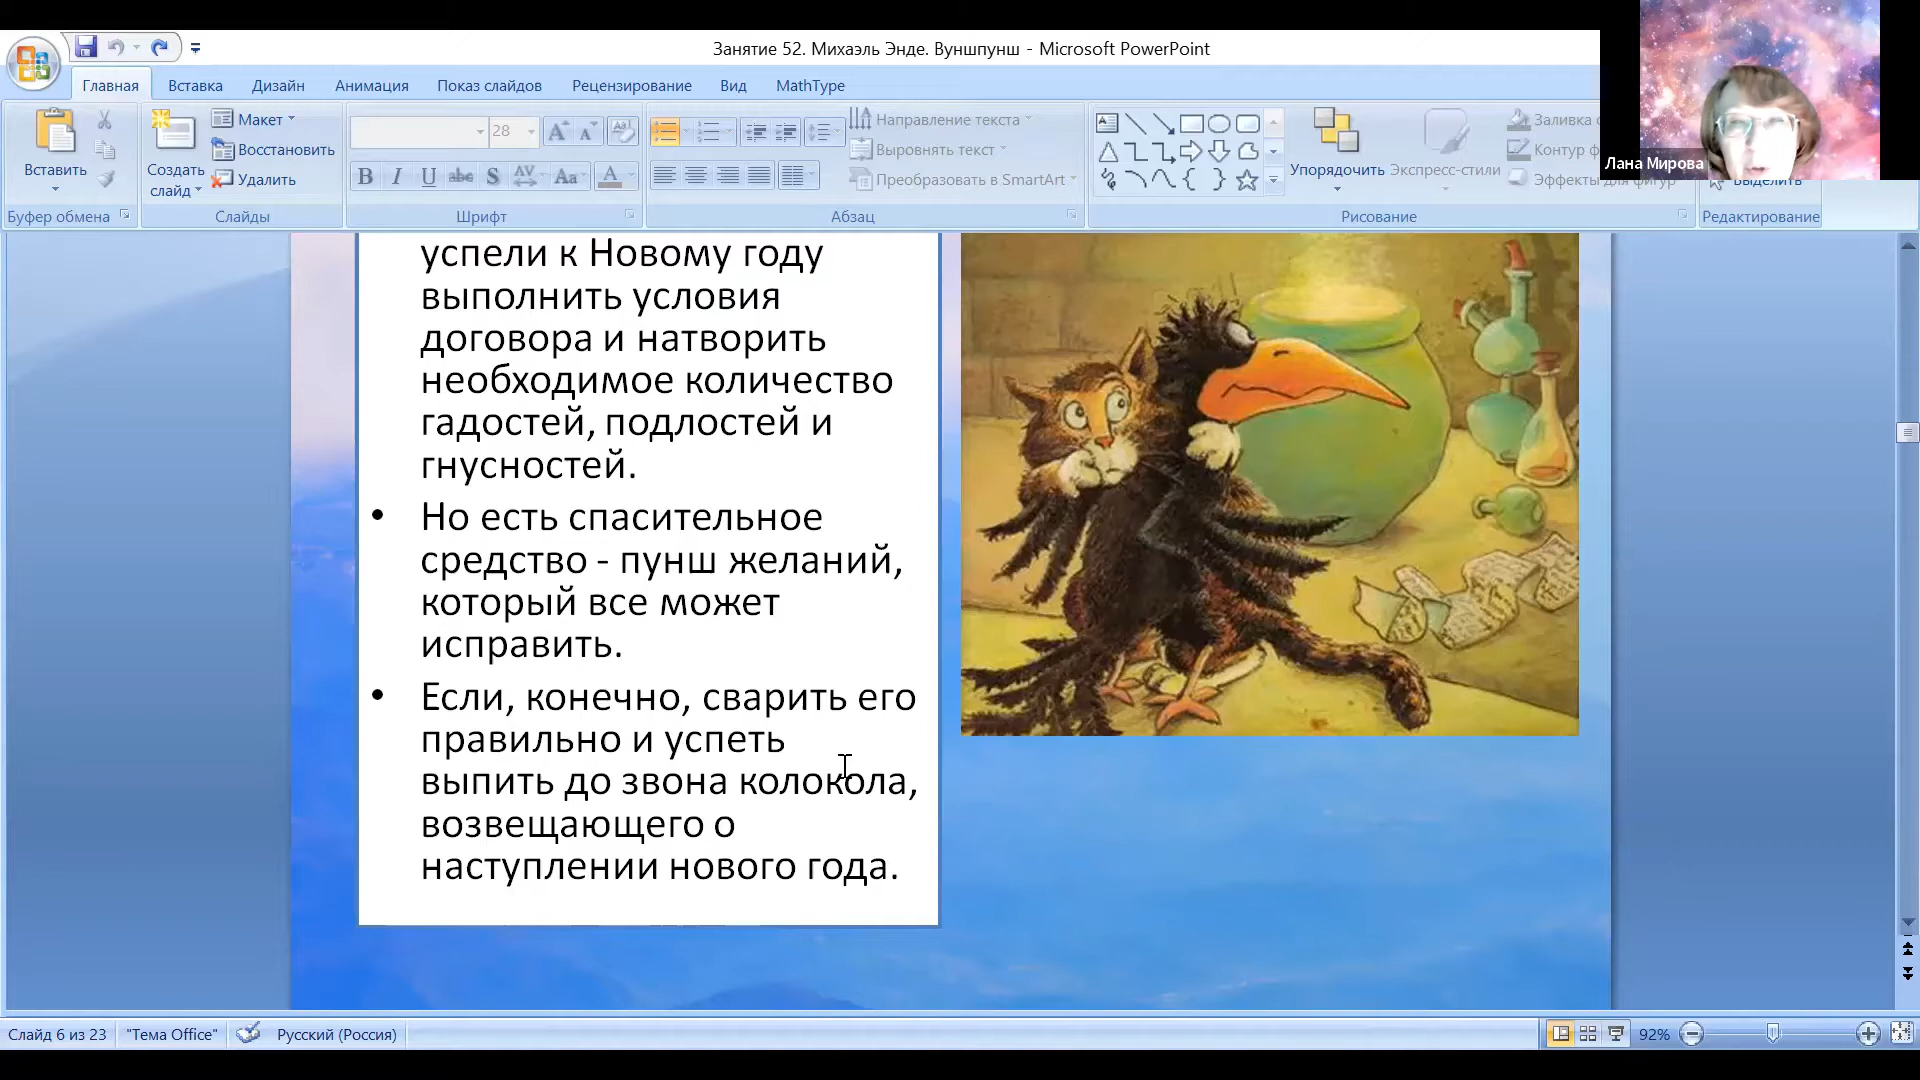 Занятие 52. Михаэль Энде. Вуншпунш - Microsoft PowerPoint
Главная Вставка Дизайн Анимация Показ слайдов Рецензирование Вид MathType
Лана Мирова
Вставить
Создать слайд
Макет
Восстановить
Удалить
28
Направление текста
Выровнять текст
Преобразовать в SmartArt
Упорядочить
Экспресс-стили
Заливка
Контур
Эффекты для фигур
Выделить
Буфер обмена Слайды Шрифт Абзац Рисование Редактирование
успели к Новому году
выполнить условия
договора и натворить
необходимое количество
гадостей, подлостей и
гнусностей.
• Но есть спасительное
средство - пунш желаний,
который все может
исправить.
• Если, конечно, сварить его
правильно и успеть
выпить до звона колокола,
возвещающего о
наступлении нового года.
Слайд 6 из 23 "Тема Office" Русский (Россия) 92%